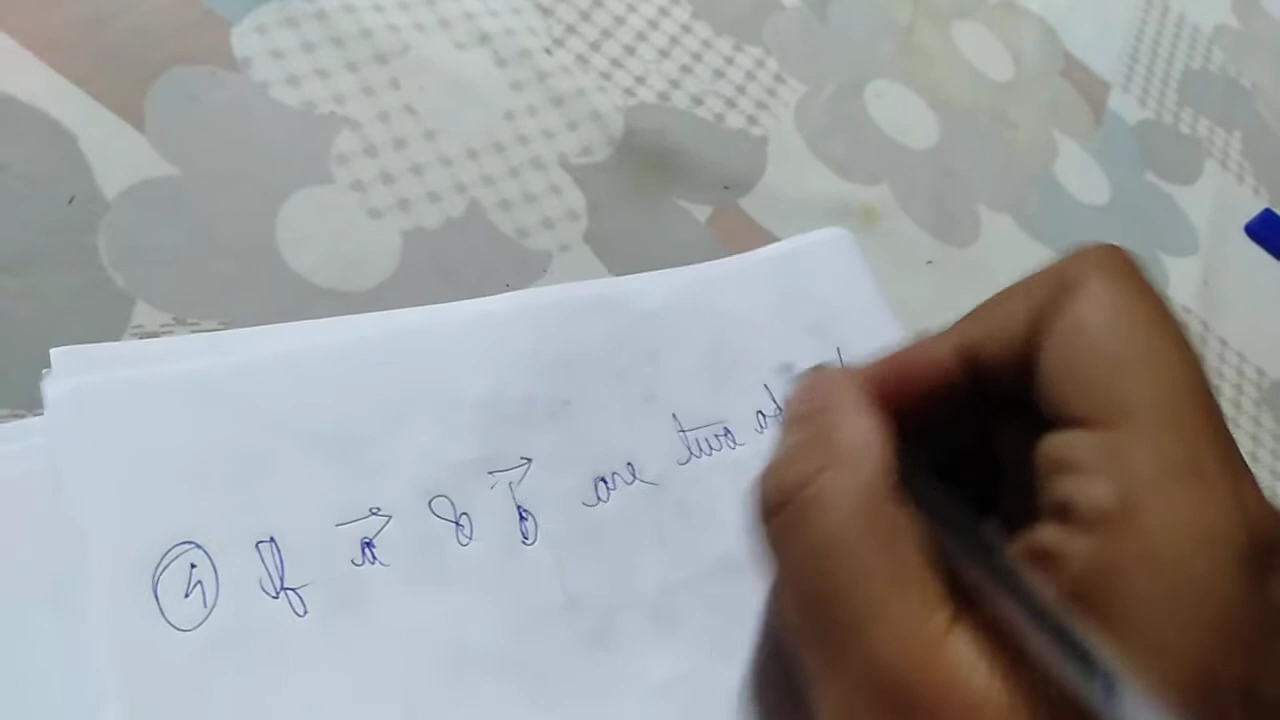 ④ If a⃗ & b⃗ are two